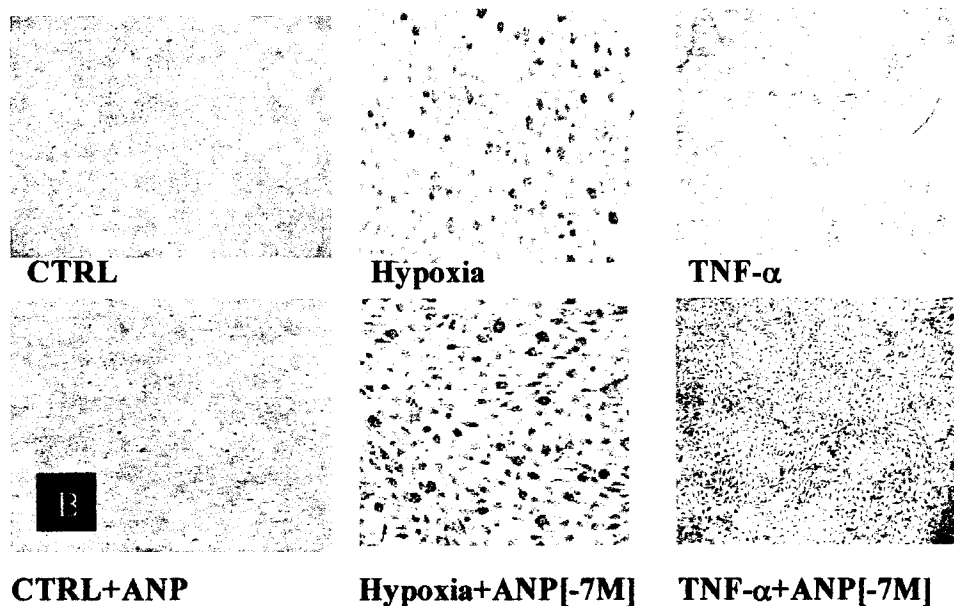 CTRL Hypoxia TNF-α
B
CTRL+ANP Hypoxia+ANP[-7M] TNF-α+ANP[-7M]